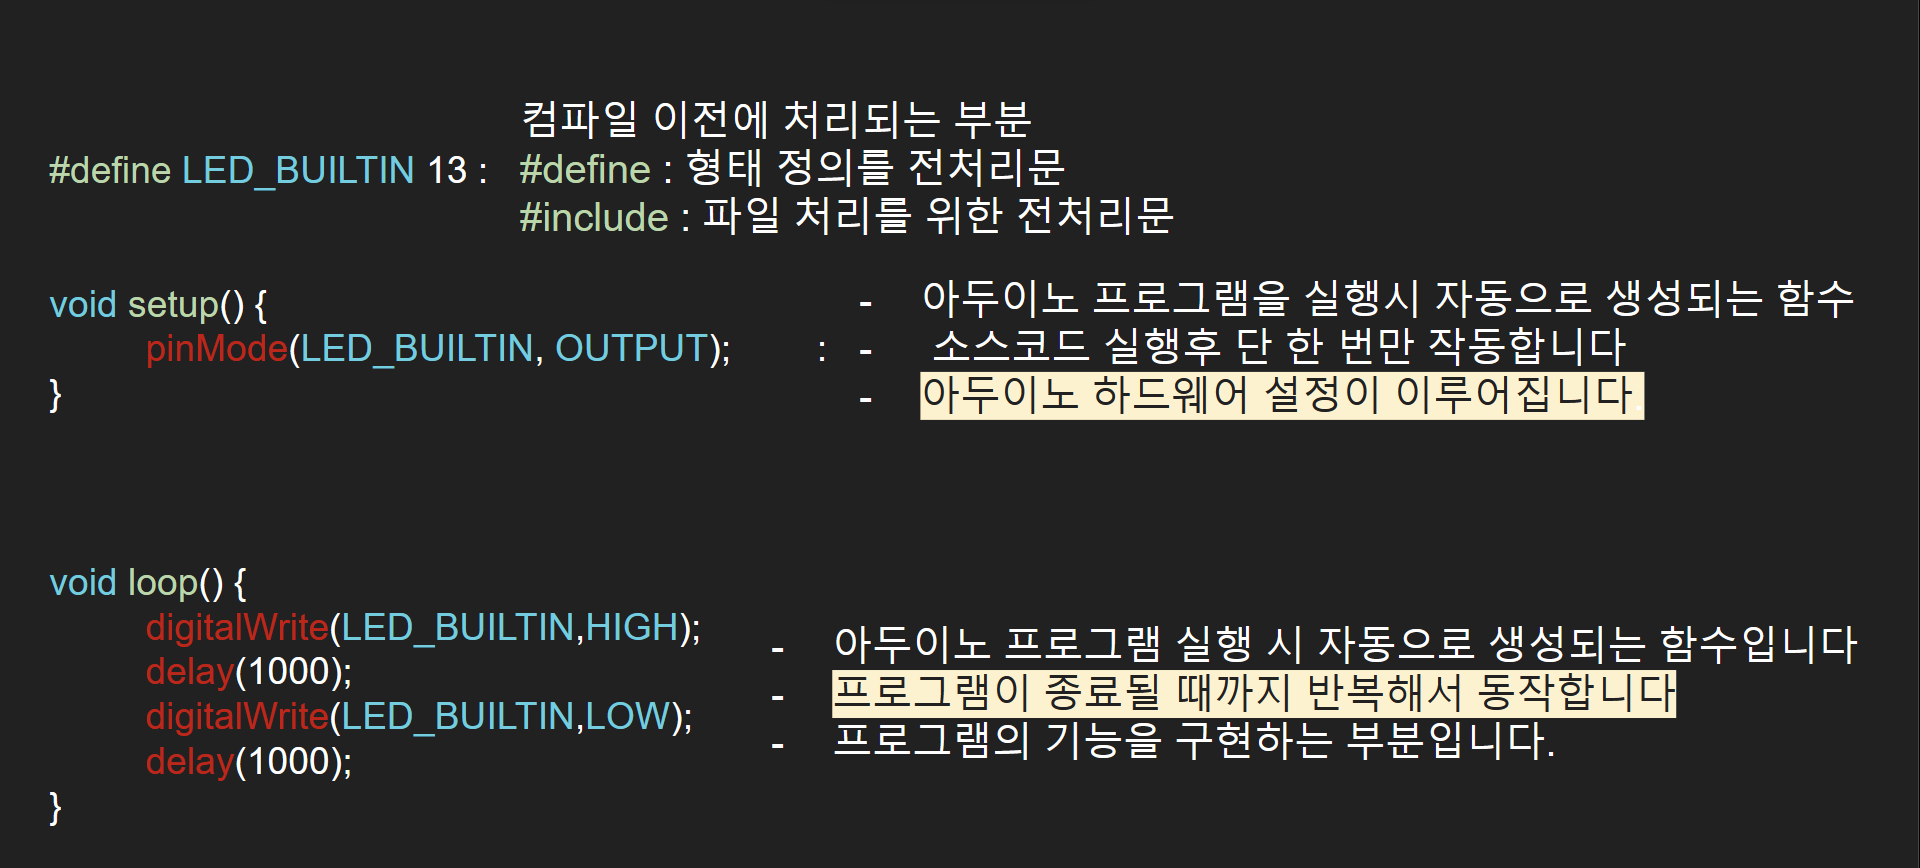 컴파일 이전에 처리되는 부분
#define LED_BUILTIN 13 : #define : 형태 정의를 전처리문
#include : 파일 처리를 위한 전처리문
void setup() {
pinMode(LED_BUILTIN, OUTPUT); :
}
- 아두이노 프로그램을 실행시 자동으로 생성되는 함수
- 소스코드 실행후 단 한 번만 작동합니다
- 아두이노 하드웨어 설정이 이루어집니다.
void loop() {
digitalWrite(LED_BUILTIN,HIGH);
delay(1000);
digitalWrite(LED_BUILTIN,LOW);
delay(1000);
}
- 아두이노 프로그램 실행 시 자동으로 생성되는 함수입니다
- 프로그램이 종료될 때까지 반복해서 동작합니다
- 프로그램의 기능을 구현하는 부분입니다.